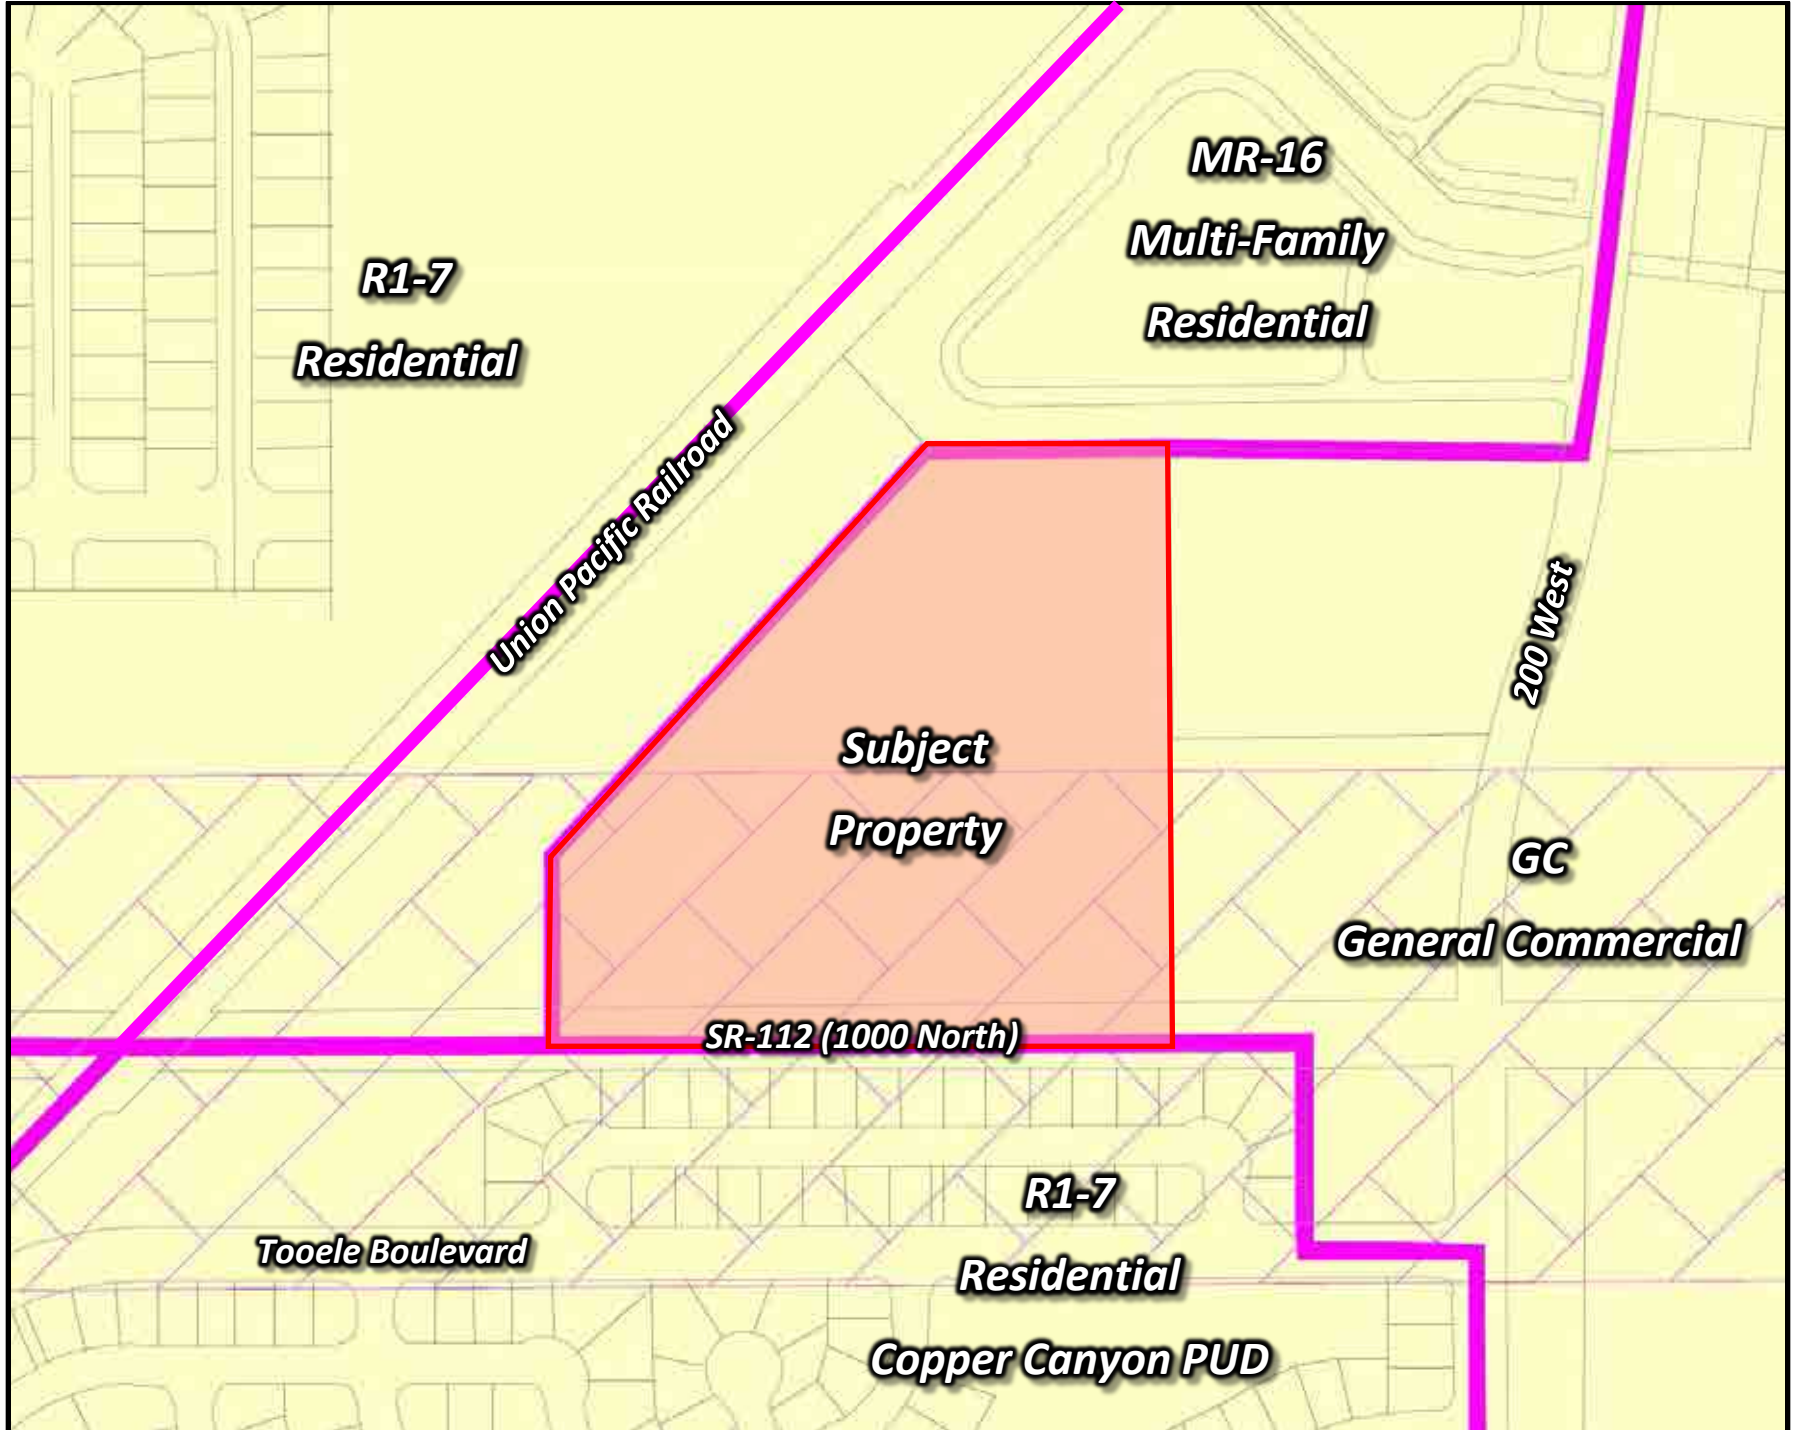 MR-16
Multi-Family
Residential
R1-7
Residential
Union Pacific Railroad
200 West
Subject
Property
GC
General Commercial
SR-112 (1000 North)
R1-7
Residential
Copper Canyon PUD
Tooele Boulevard